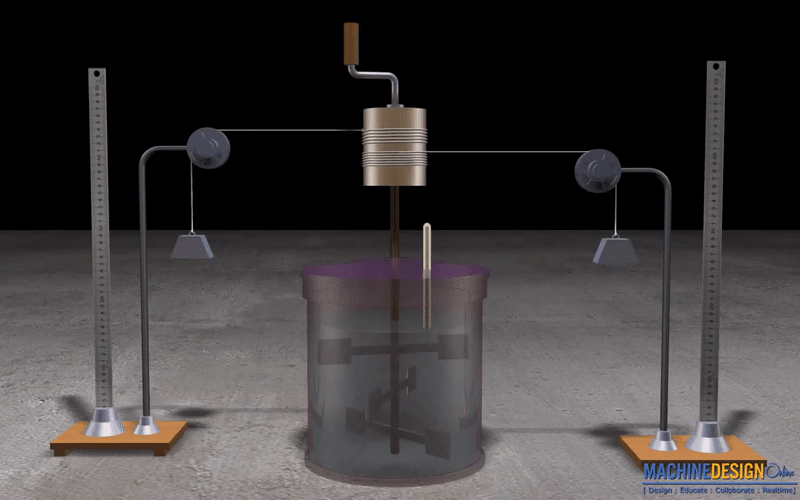 MACHINEDESIGN Online
[ Design : Educate : Collaborate : Realtime ]